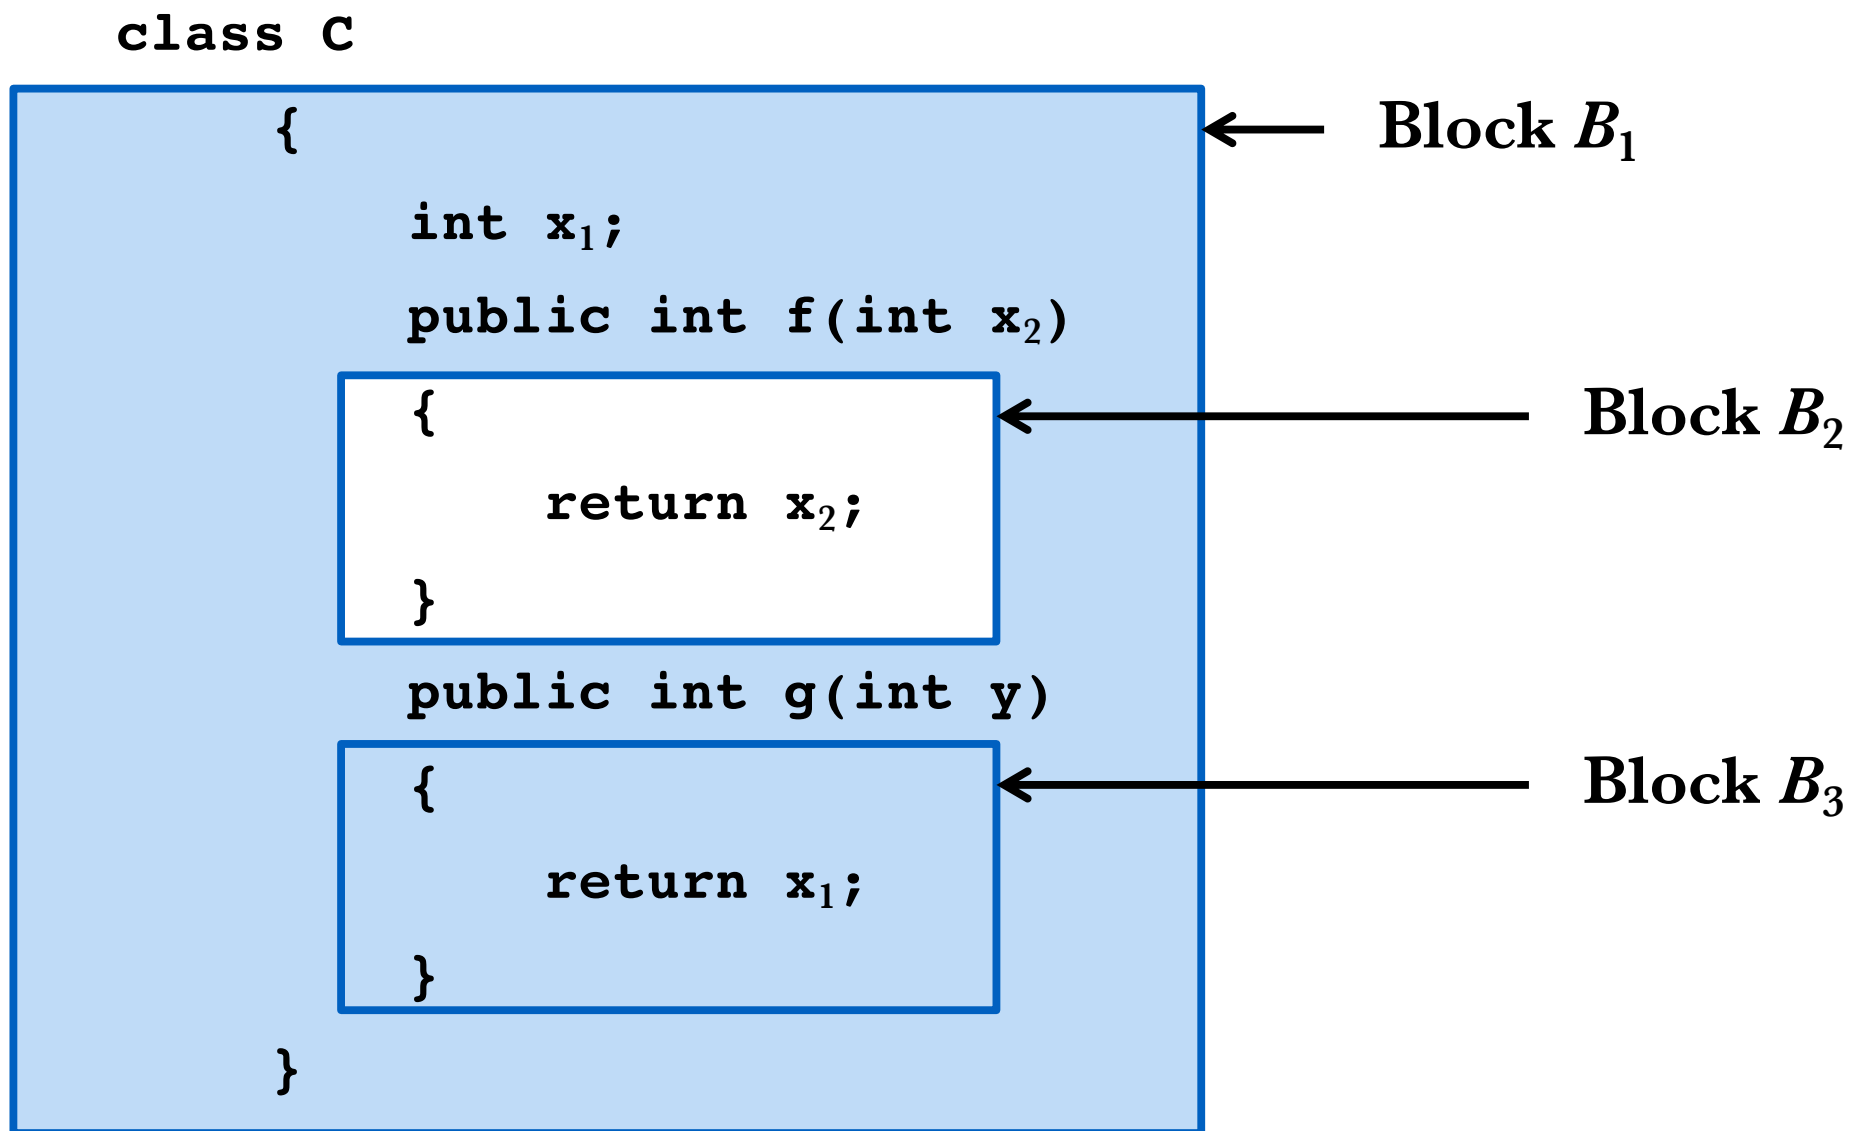 class C
{ Block B₁
int x₁;
public int f(int x₂)
{ Block B₂
return x₂;
}
public int g(int y)
{ Block B₃
return x₁;
}
}